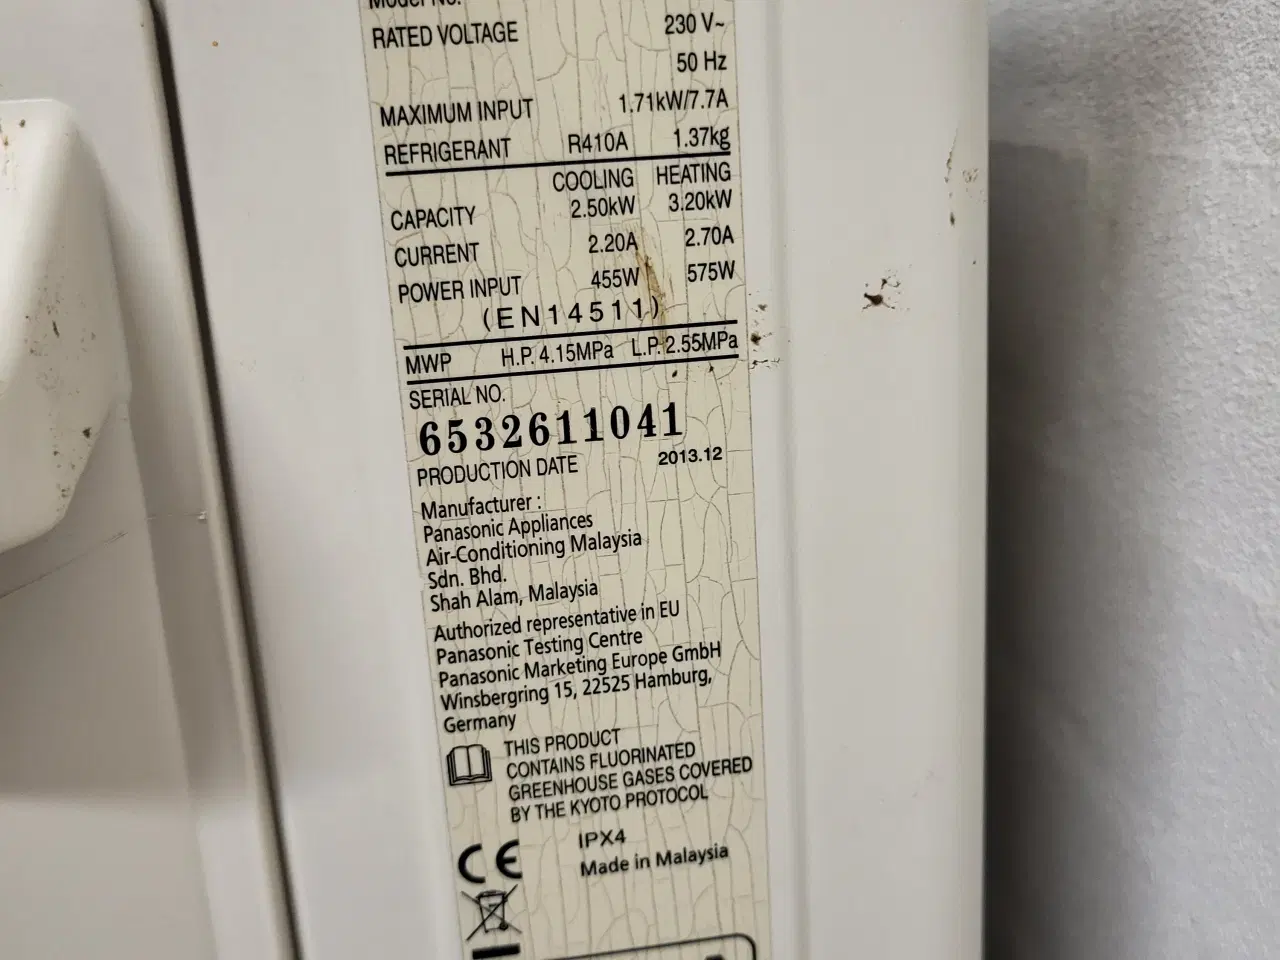 Model No.
RATED VOLTAGE 230 V~
50 Hz
MAXIMUM INPUT 1.71kW/7.7A
REFRIGERANT R410A 1.37kg
COOLING HEATING
CAPACITY 2.50kW 3.20kW
CURRENT 2.20A 2.70A
POWER INPUT 455W 575W
(EN14511)
MWP H.P. 4.15MPa L.P. 2.55MPa
SERIAL NO.
6532611041
PRODUCTION DATE 2013.12
Manufacturer :
Panasonic Appliances
Air-Conditioning Malaysia
Sdn. Bhd.
Shah Alam, Malaysia
Authorized representative in EU
Panasonic Testing Centre
Panasonic Marketing Europe GmbH
Winsbergring 15, 22525 Hamburg,
Germany
THIS PRODUCT
CONTAINS FLUORINATED
GREENHOUSE GASES COVERED
BY THE KYOTO PROTOCOL
CE IPX4
Made in Malaysia